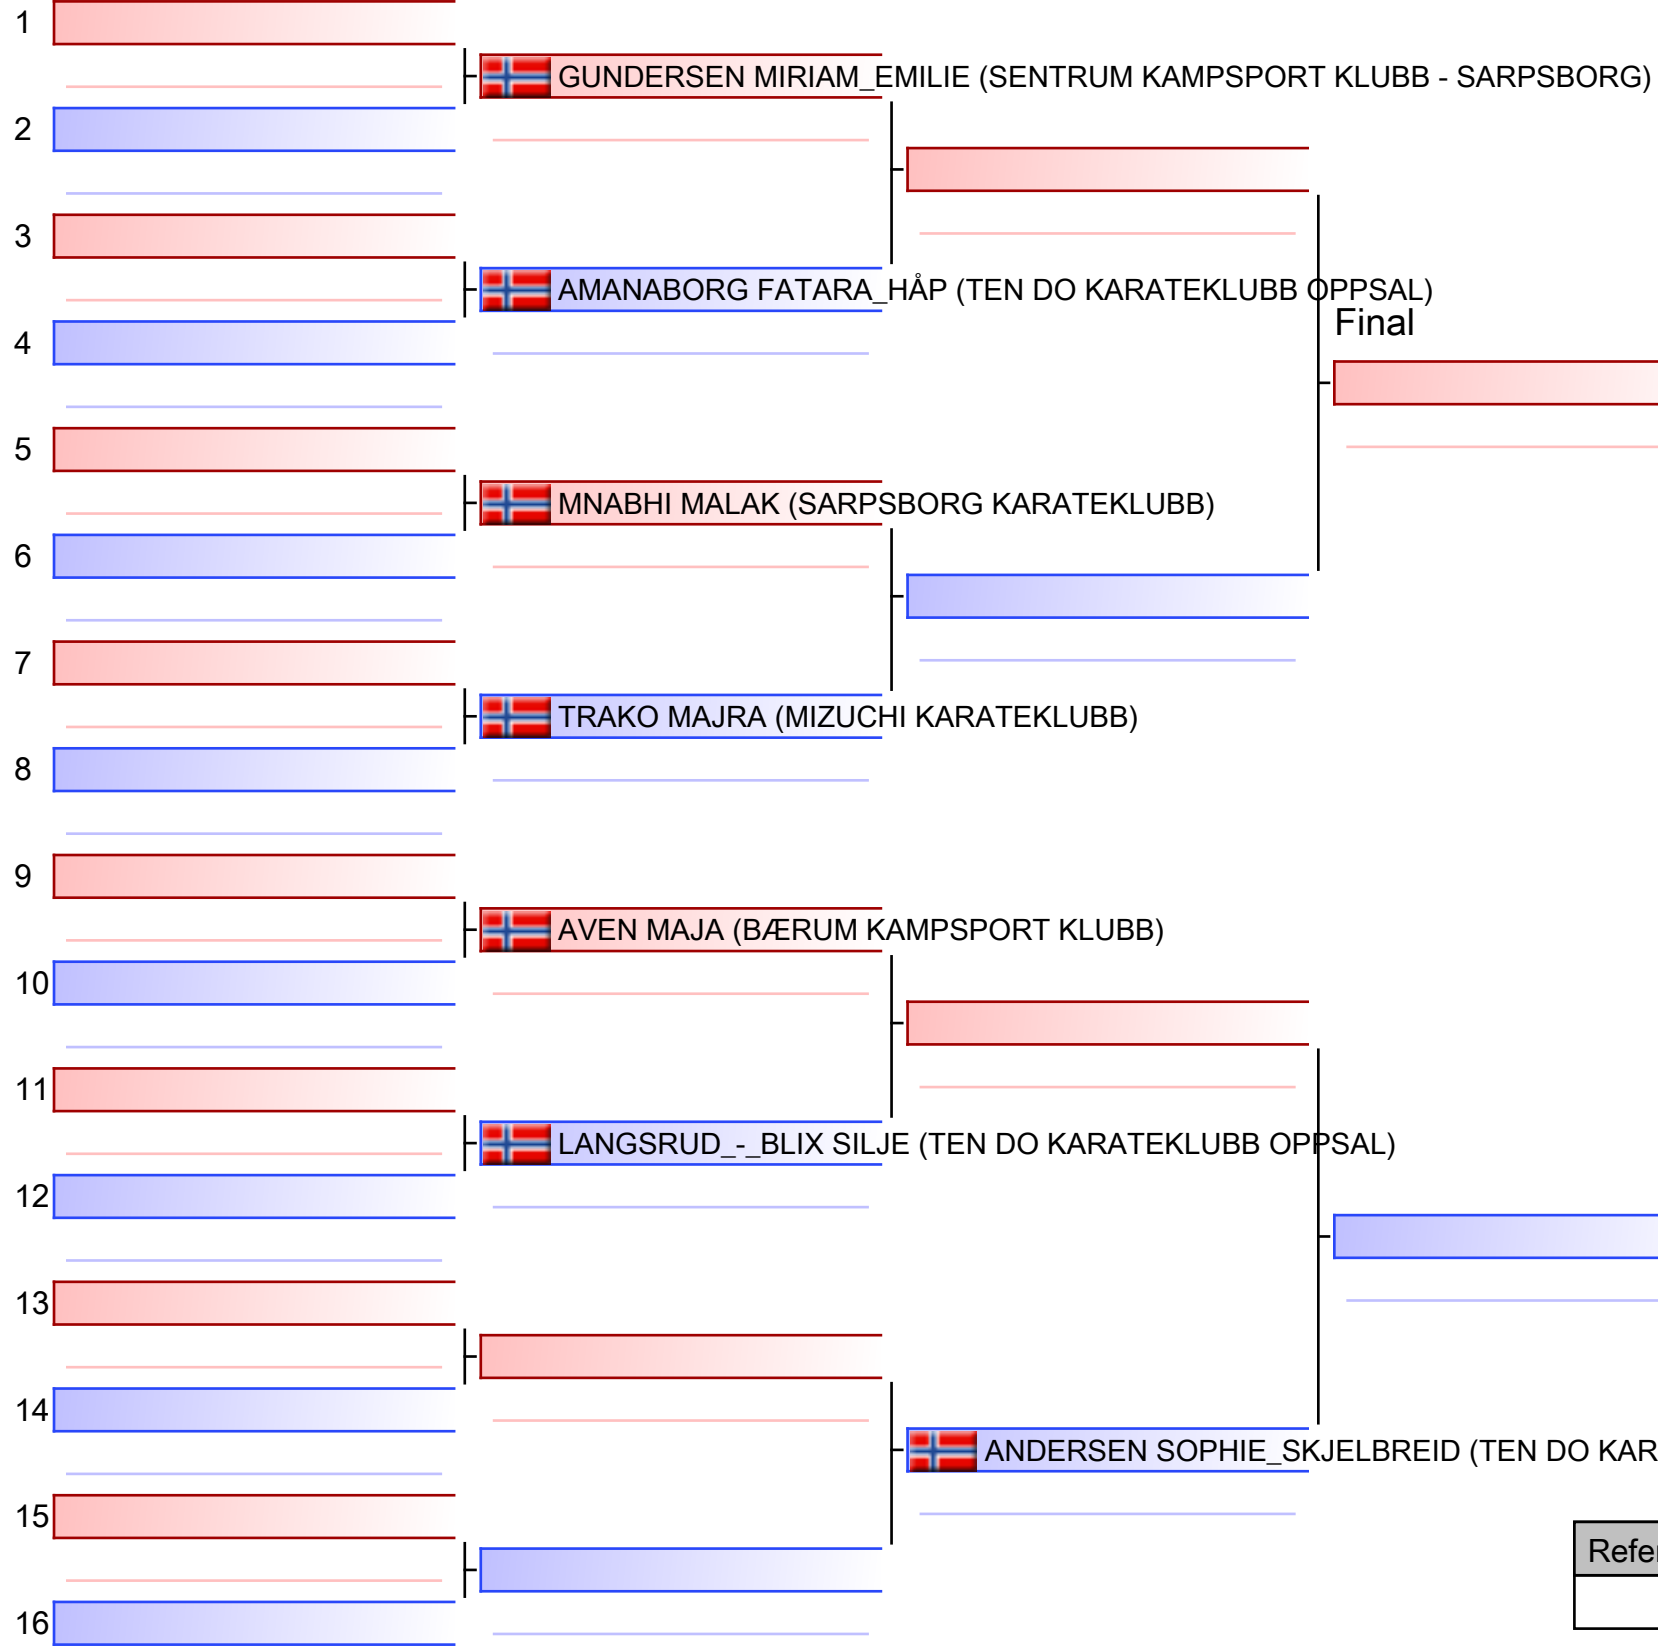 1
GUNDERSEN MIRIAM_EMILIE (SENTRUM KAMPSPORT KLUBB - SARPSBORG)
2
3
AMANABORG FATARA_HÅP (TEN DO KARATEKLUBB OPPSAL)
Final
4
5
MNABHI MALAK (SARPSBORG KARATEKLUBB)
6
7
TRAKO MAJRA (MIZUCHI KARATEKLUBB)
8
9
AVEN MAJA (BÆRUM KAMPSPORT KLUBB)
10
11
LANGSRUD_-_BLIX SILJE (TEN DO KARATEKLUBB OPPSAL)
12
13
14
ANDERSEN SOPHIE_SKJELBREID (TEN DO KAR
15
Refer
16